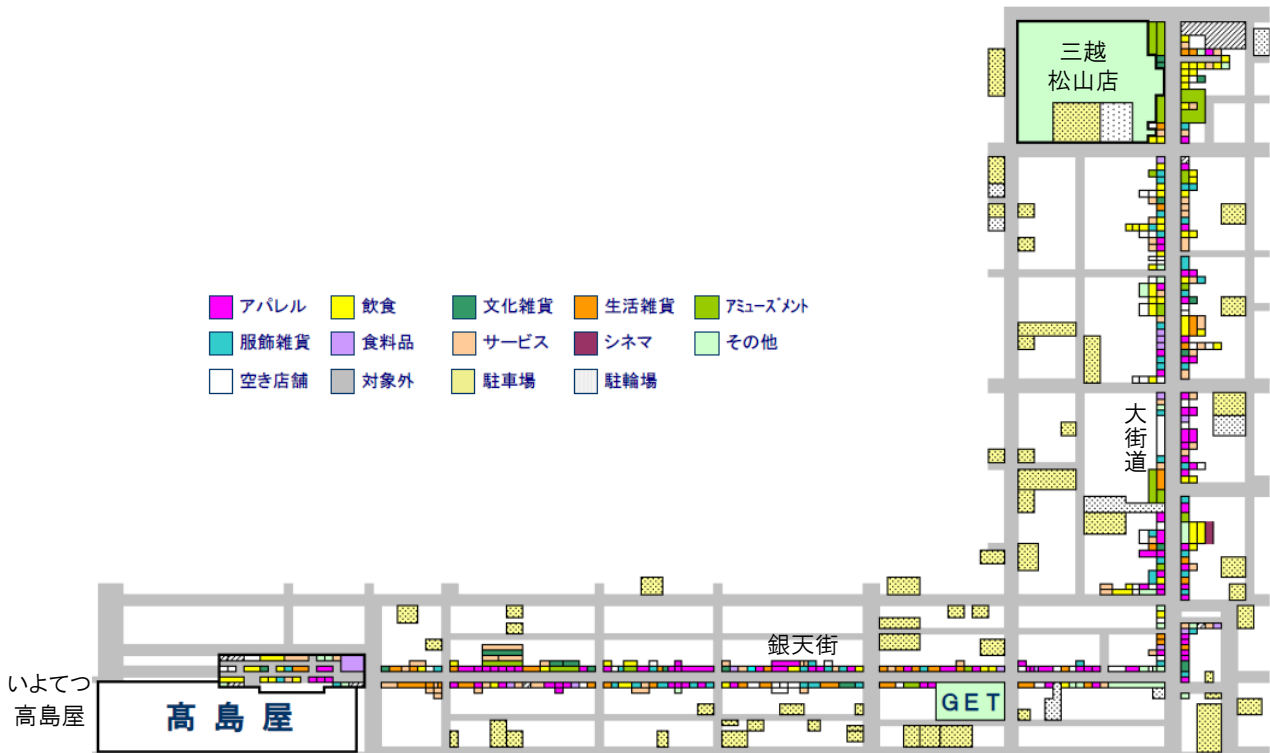 三越
松山店
アパレル
飲食
文化雑貨
生活雑貨
アミューズメント
服飾雑貨
食料品
サービス
シネマ
その他
空き店舗
対象外
駐車場
駐輪場
大街道
銀天街
いよてつ
高島屋
髙島屋
GET